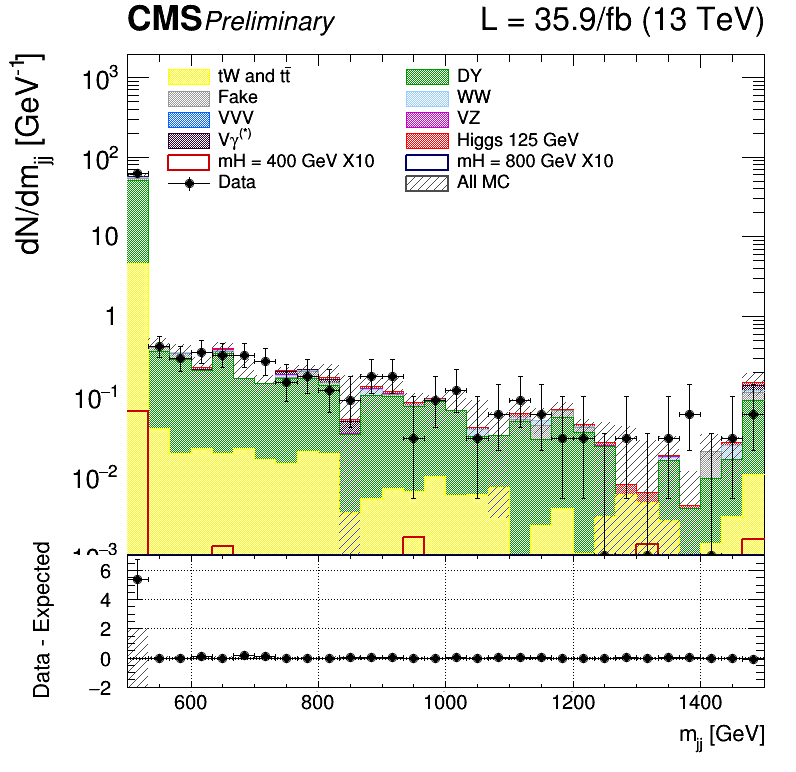 CMS Preliminary L = 35.9/fb (13 TeV)
dN/dm_jj [GeV⁻¹]
10³
10²
10
1
10⁻¹
10⁻²
10⁻³
tW and tt̄ DY
Fake WW
VVV VZ
Vγ(*) Higgs 125 GeV
mH = 400 GeV X10 mH = 800 GeV X10
Data All MC
Data - Expected
6
4
2
0
−2
600 800 1000 1200 1400
m_jj [GeV]